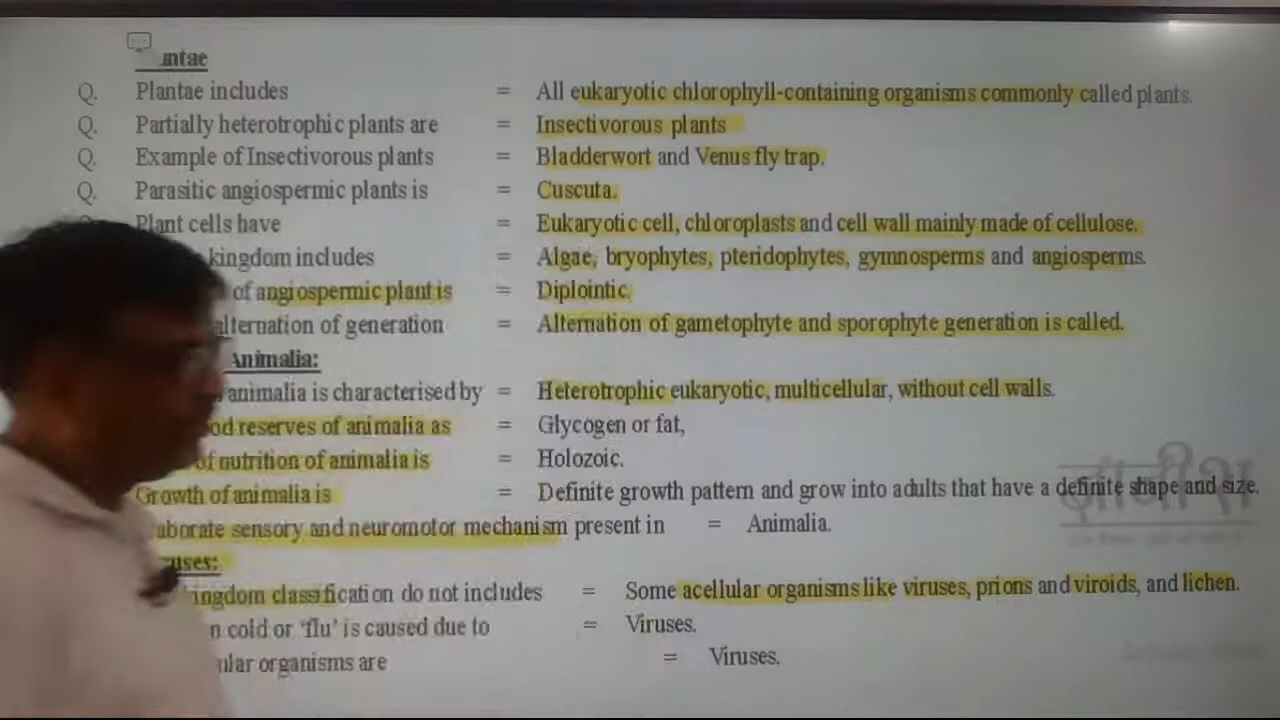 Q. Plantae includes = All eukaryotic chlorophyll-containing organisms commonly called plants.
Q. Partially heterotrophic plants are = Insectivorous plants
Q. Example of Insectivorous plants = Bladderwort and Venus fly trap.
Q. Parasitic angiospermic plants is = Cuscuta.
Plant cells have = Eukaryotic cell, chloroplasts and cell wall mainly made of cellulose.
kingdom includes = Algae, bryophytes, pteridophytes, gymnosperms and angiosperms.
of angiospermic plant is = Diplointic.
alternation of generation = Alternation of gametophyte and sporophyte generation is called.
Animalia:
animalia is characterised by = Heterotrophic eukaryotic, multicellular, without cell walls.
reserves of animalia as = Glycogen or fat,
of nutrition of animalia is = Holozoic.
Growth of animalia is = Definite growth pattern and grow into adults that have a definite shape and size.
sensory and neuromotor mechanism present in = Animalia.
classification do not includes = Some acellular organisms like viruses, prions and viroids, and lichen.
cold or 'flu' is caused due to = Viruses.
organisms are = Viruses.